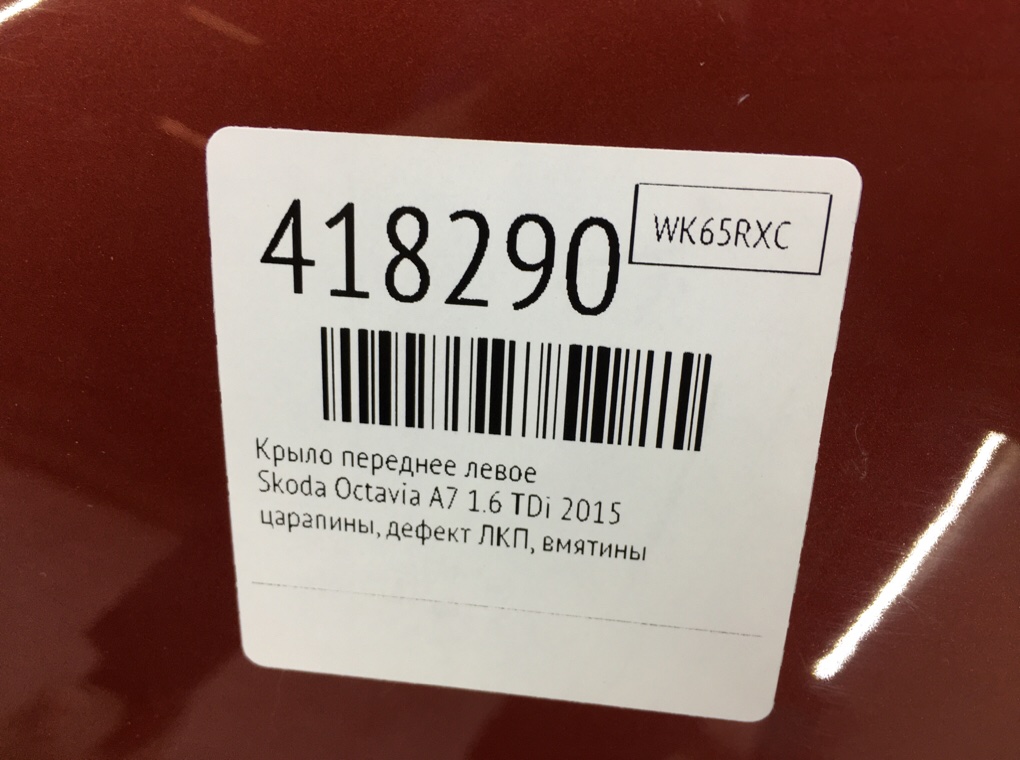 418290
WK65RXC
Крыло переднее левое
Skoda Octavia A7 1.6 TDi 2015
царапины, дефект ЛКП, вмятины